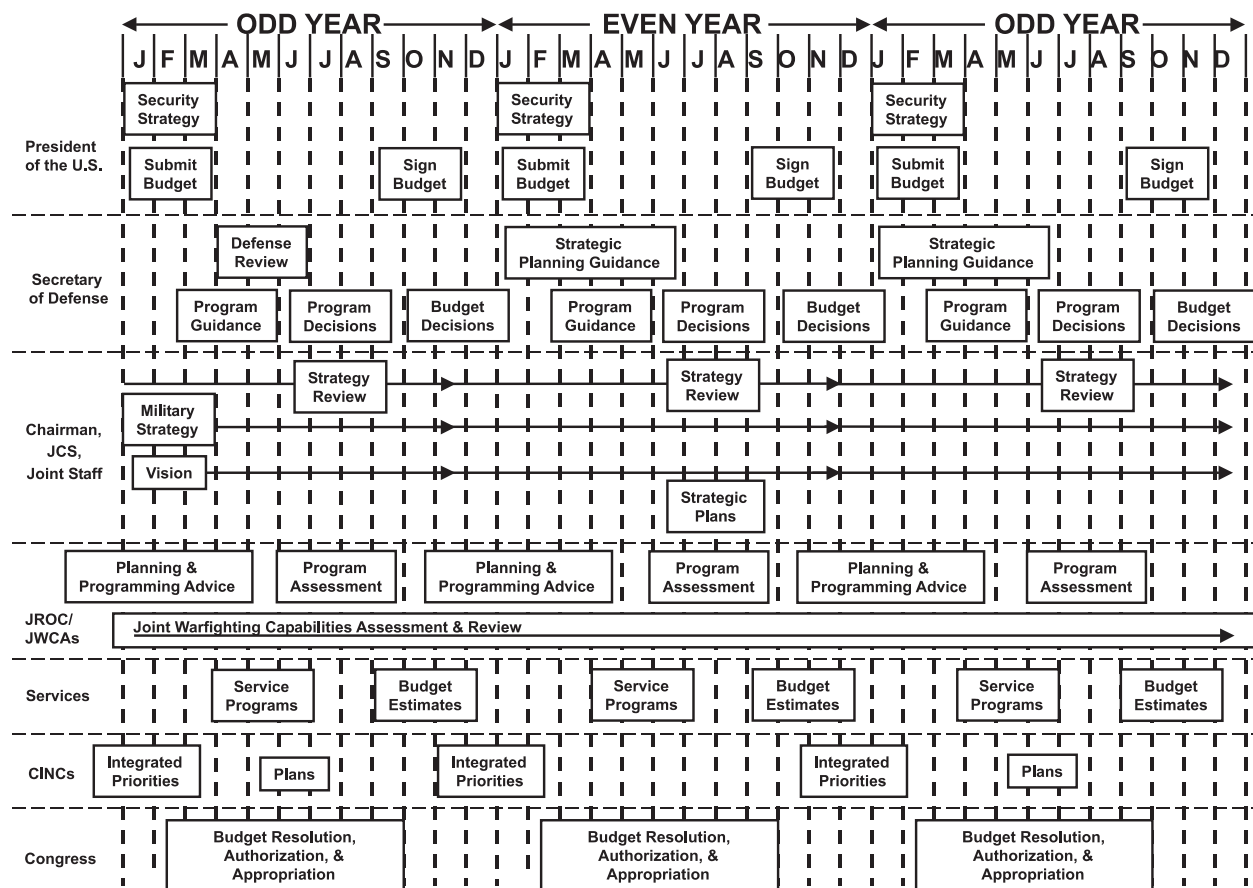 ODD YEAR EVEN YEAR ODD YEAR
J F M A M J J A S O N D J F M A M J J A S O N D J F M A M J J A S O N D
President
of the U.S.
Security
Strategy
Security
Strategy
Security
Strategy
Submit
Budget
Sign
Budget
Submit
Budget
Sign
Budget
Submit
Budget
Sign
Budget
Secretary
of Defense
Defense
Review
Strategic
Planning Guidance
Strategic
Planning Guidance
Program
Guidance
Program
Decisions
Budget
Decisions
Program
Guidance
Program
Decisions
Budget
Decisions
Program
Guidance
Program
Decisions
Budget
Decisions
Chairman,
JCS,
Joint Staff
Strategy
Review
Strategy
Review
Strategy
Review
Military
Strategy
Vision
Strategic
Plans
Planning &
Programming Advice
Program
Assessment
Planning &
Programming Advice
Program
Assessment
Planning &
Programming Advice
Program
Assessment
JROC/
JWCAs
Joint Warfighting Capabilities Assessment & Review
Services
Service
Programs
Budget
Estimates
Service
Programs
Budget
Estimates
Service
Programs
Budget
Estimates
CINCs
Integrated
Priorities
Plans
Integrated
Priorities
Integrated
Priorities
Plans
Congress
Budget Resolution,
Authorization, &
Appropriation
Budget Resolution,
Authorization, &
Appropriation
Budget Resolution,
Authorization, &
Appropriation